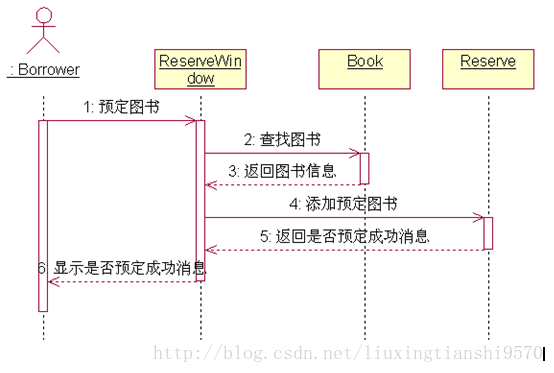 : Borrower
ReserveWin
dow
Book
Reserve
1: 预定图书
2: 查找图书
3: 返回图书信息
4: 添加预定图书
5: 返回是否预定成功消息
6: 显示是否预定成功消息
http://blog.csdn.net/liuxingtianshi9570